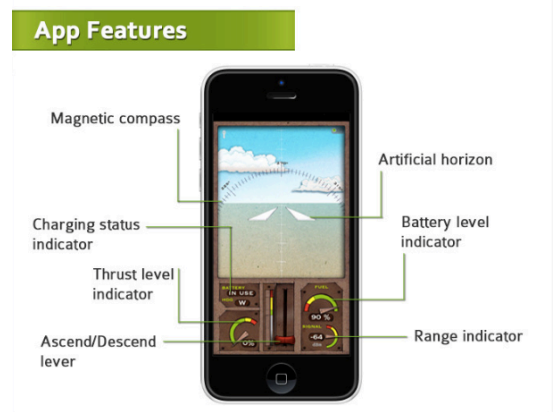 App Features
Magnetic compass
Artificial horizon
Charging status
indicator
Battery level
indicator
Thrust level
indicator
Ascend/Descend
lever
Range indicator
BATTERY
IN USE
W
0%
FUEL
90 %
SIGNAL
-64